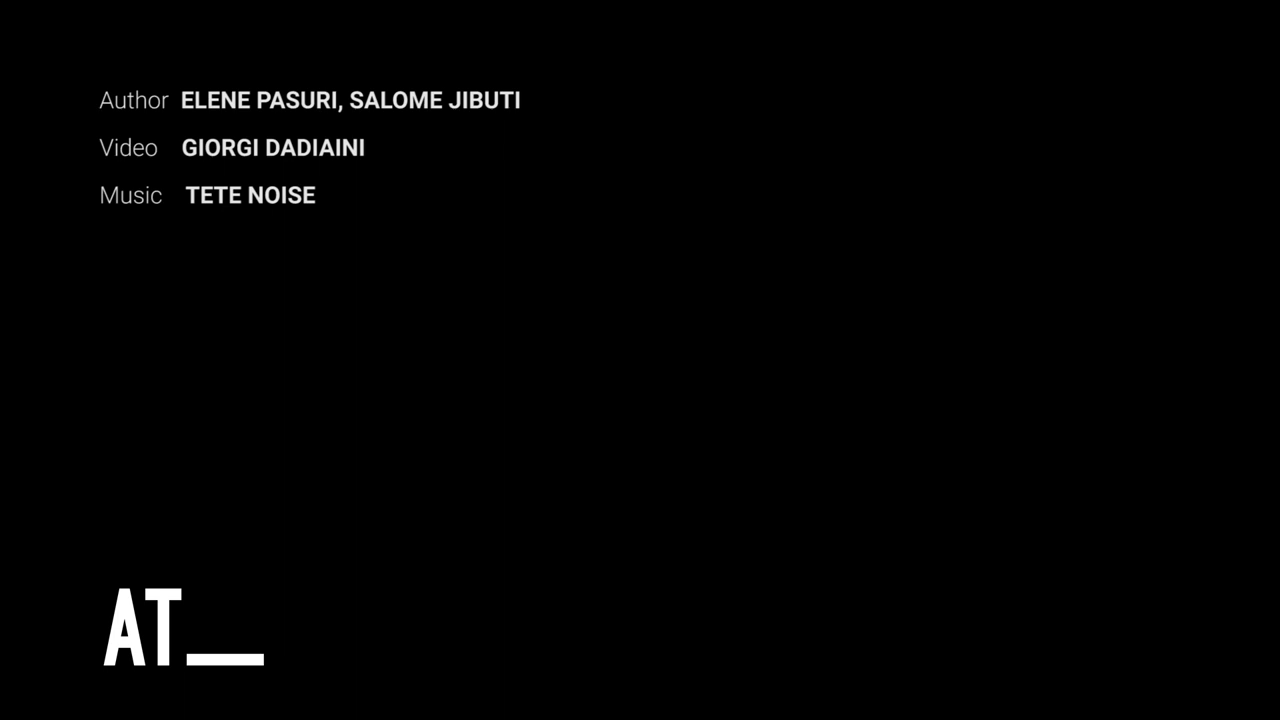 Author ELENE PASURI, SALOME JIBUTI
Video GIORGI DADIAINI
Music TETE NOISE
AT_